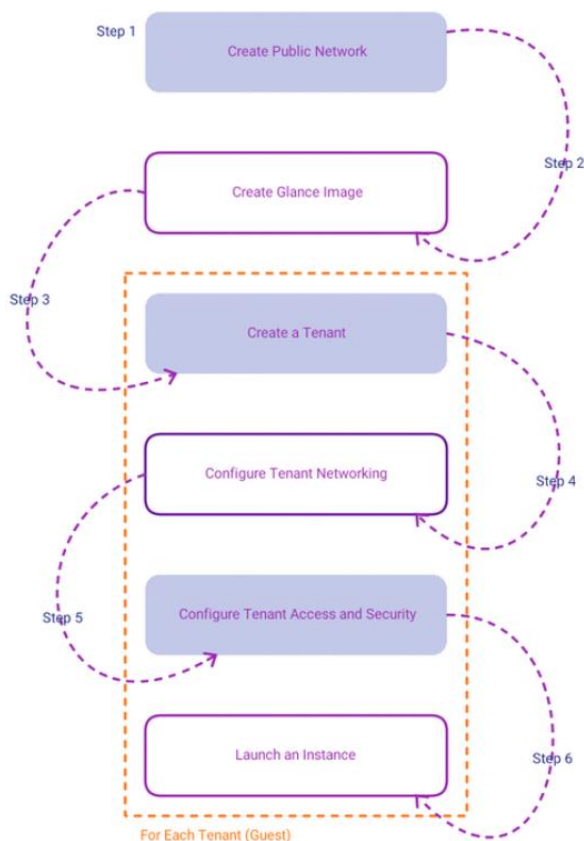 Step 1
Create Public Network
Step 2
Create Glance Image
Step 3
Create a Tenant
Step 4
Configure Tenant Networking
Step 5
Configure Tenant Access and Security
Step 6
Launch an Instance
For Each Tenant (Guest)